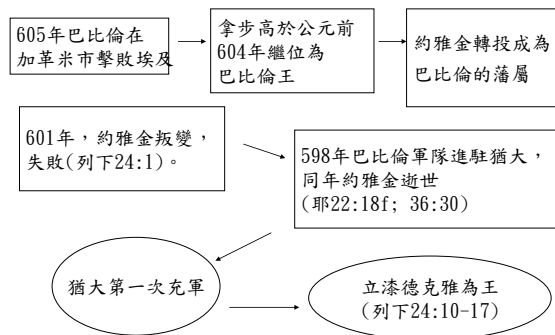 605年巴比倫在
加革米市擊敗埃及
拿步高於公元前
604年繼位為
巴比倫王
約雅金轉投成為
巴比倫的藩屬
601年，約雅金叛變，
失敗(列下24:1)。
598年巴比倫軍隊進駐猶大，
同年約雅金逝世
(耶22:18f; 36:30)
猶大第一次充軍
立漆德克雅為王
(列下24:10-17)